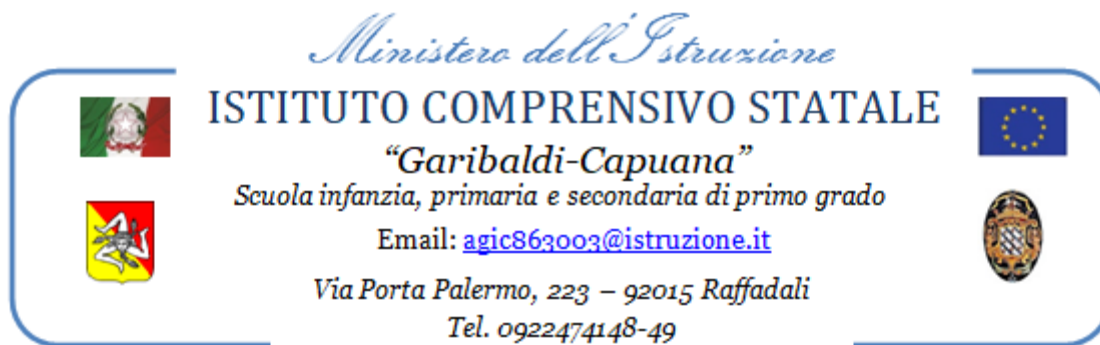 Ministero dell'Istruzione
ISTITUTO COMPRENSIVO STATALE
“Garibaldi-Capuana”
Scuola infanzia, primaria e secondaria di primo grado
Email: agic863003@istruzione.it
Via Porta Palermo, 223 – 92015 Raffadali
Tel. 0922474148-49